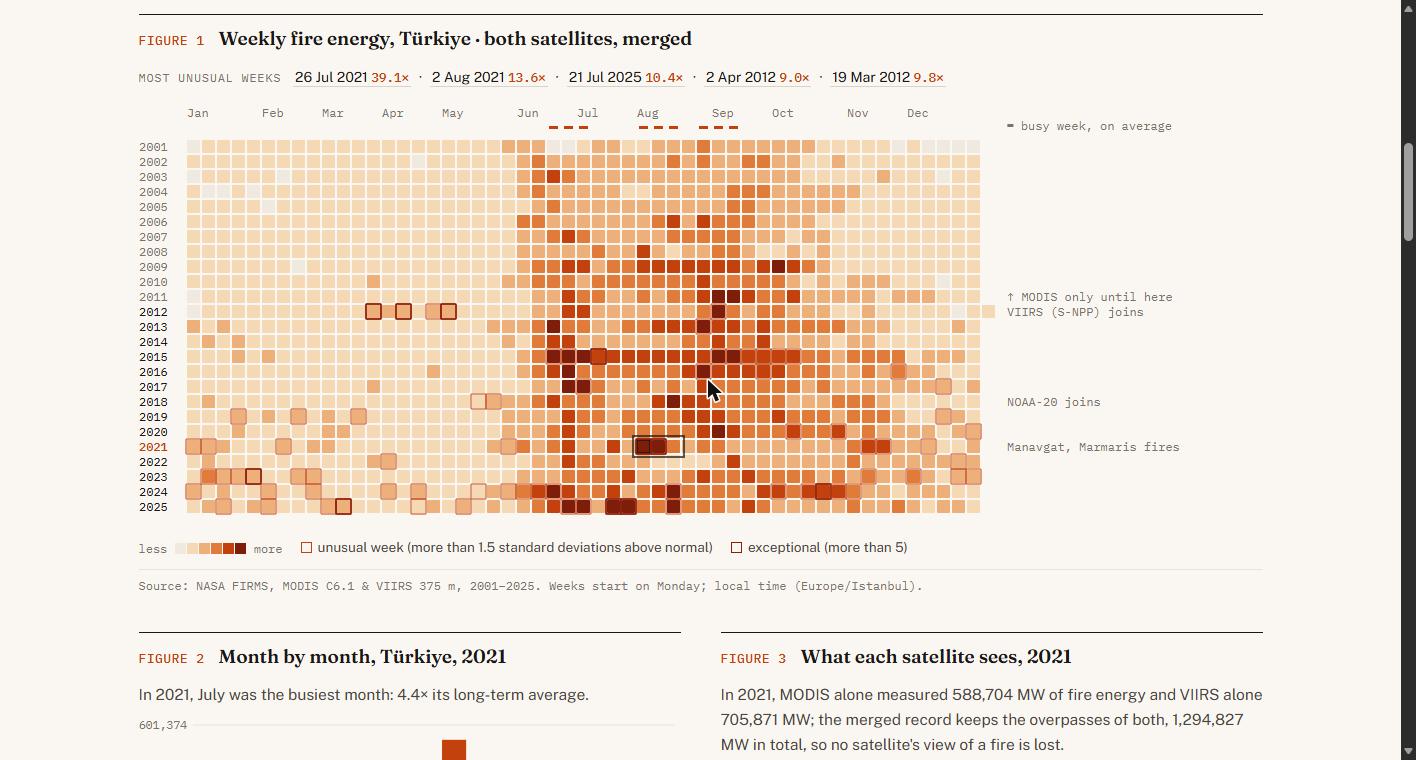 FIGURE 1 Weekly fire energy, Türkiye · both satellites, merged
MOST UNUSUAL WEEKS 26 Jul 2021 39.1× · 2 Aug 2021 13.6× · 21 Jul 2025 10.4× · 2 Apr 2012 9.0× · 19 Mar 2012 9.8×
Jan Feb Mar Apr May Jun Jul Aug Sep Oct Nov Dec
busy week, on average
2001
2002
2003
2004
2005
2006
2007
2008
2009
2010
2011 ↑ MODIS only until here
2012 VIIRS (S-NPP) joins
2013
2014
2015
2016
2017
2018 NOAA-20 joins
2019
2020
2021 Manavgat, Marmaris fires
2022
2023
2024
2025
less more unusual week (more than 1.5 standard deviations above normal) exceptional (more than 5)
Source: NASA FIRMS, MODIS C6.1 & VIIRS 375 m, 2001–2025. Weeks start on Monday; local time (Europe/Istanbul).
FIGURE 2 Month by month, Türkiye, 2021
In 2021, July was the busiest month: 4.4× its long-term average.
601,374
FIGURE 3 What each satellite sees, 2021
In 2021, MODIS alone measured 588,704 MW of fire energy and VIIRS alone
705,871 MW; the merged record keeps the overpasses of both, 1,294,827
MW in total, so no satellite's view of a fire is lost.